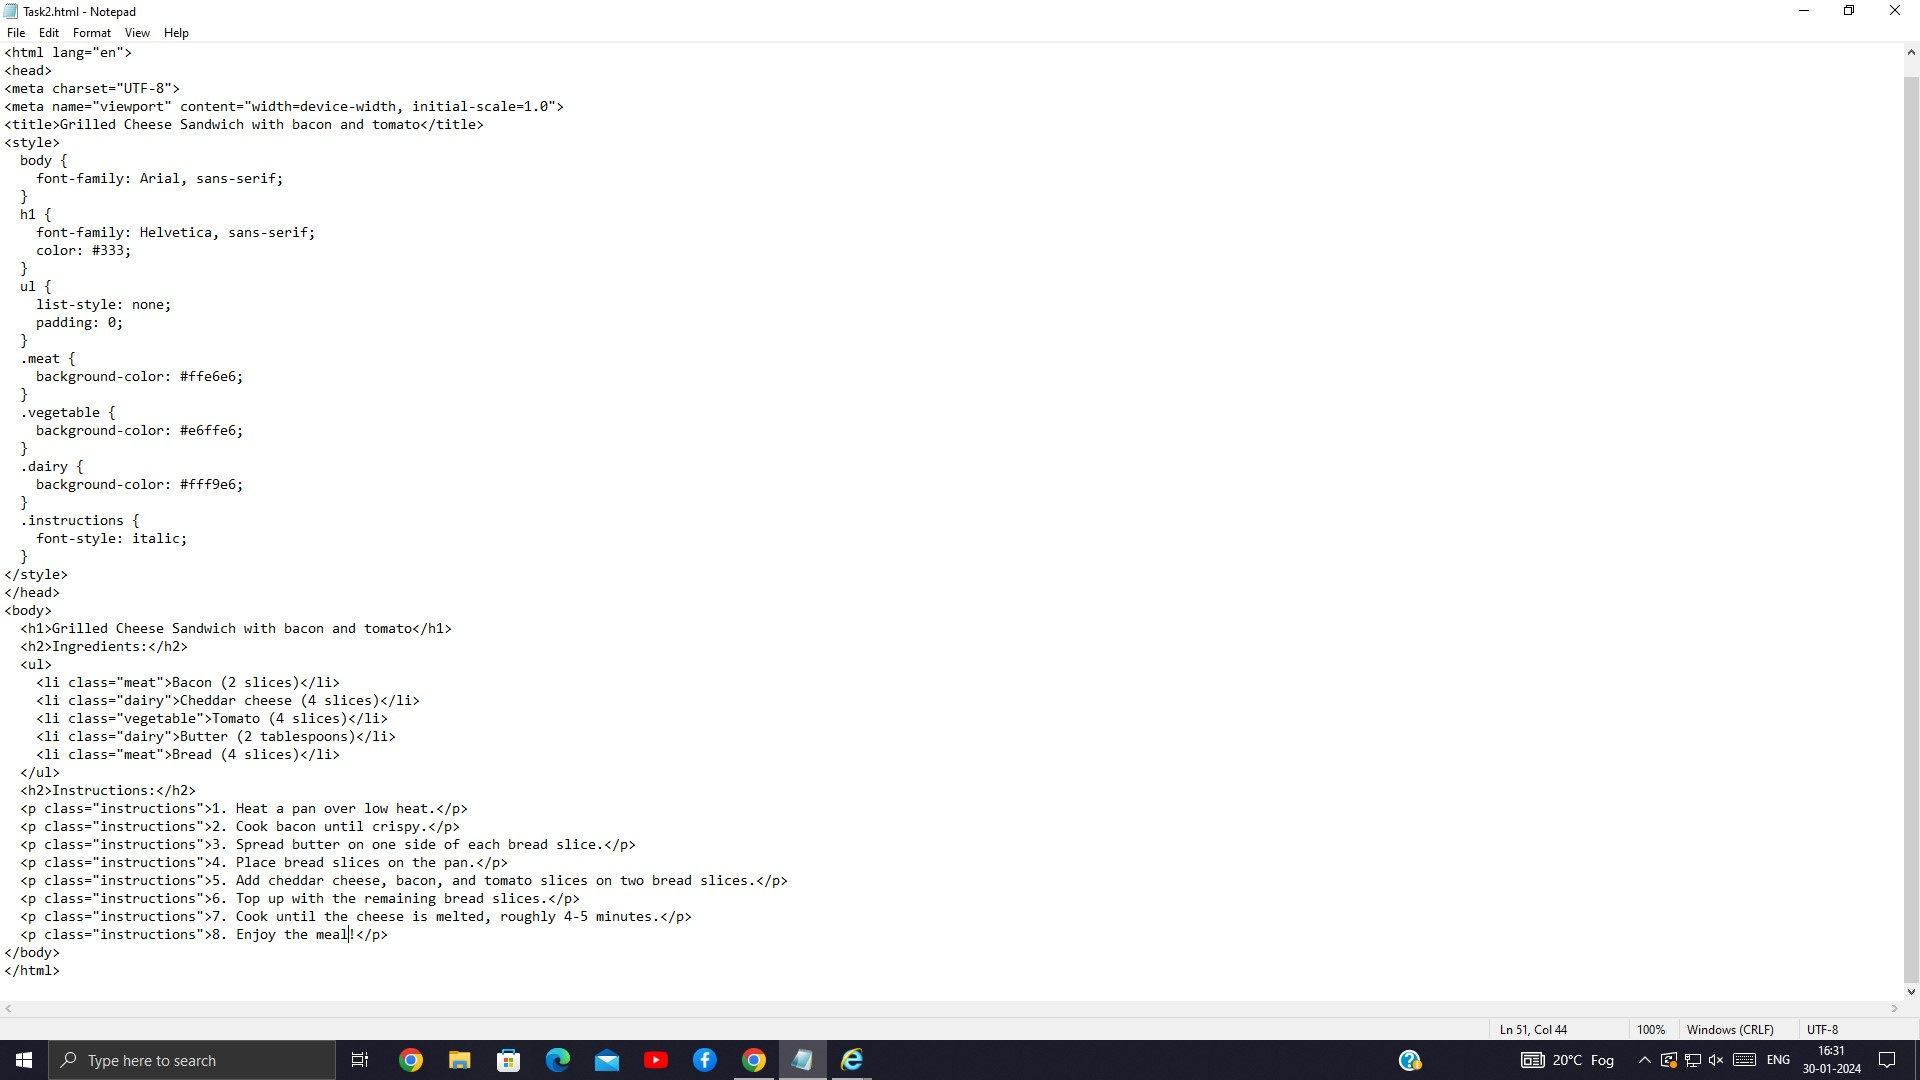 Task2.html - Notepad
File Edit Format View Help
<html lang="en">
<head>
<meta charset="UTF-8">
<meta name="viewport" content="width=device-width, initial-scale=1.0">
<title>Grilled Cheese Sandwich with bacon and tomato</title>
<style>
  body {
    font-family: Arial, sans-serif;
  }
  h1 {
    font-family: Helvetica, sans-serif;
    color: #333;
  }
  ul {
    list-style: none;
    padding: 0;
  }
  .meat {
    background-color: #ffe6e6;
  }
  .vegetable {
    background-color: #e6ffe6;
  }
  .dairy {
    background-color: #fff9e6;
  }
  .instructions {
    font-style: italic;
  }
</style>
</head>
<body>
  <h1>Grilled Cheese Sandwich with bacon and tomato</h1>
  <h2>Ingredients:</h2>
  <ul>
    <li class="meat">Bacon (2 slices)</li>
    <li class="dairy">Cheddar cheese (4 slices)</li>
    <li class="vegetable">Tomato (4 slices)</li>
    <li class="dairy">Butter (2 tablespoons)</li>
    <li class="meat">Bread (4 slices)</li>
  </ul>
  <h2>Instructions:</h2>
  <p class="instructions">1. Heat a pan over low heat.</p>
  <p class="instructions">2. Cook bacon until crispy.</p>
  <p class="instructions">3. Spread butter on one side of each bread slice.</p>
  <p class="instructions">4. Place bread slices on the pan.</p>
  <p class="instructions">5. Add cheddar cheese, bacon, and tomato slices on two bread slices.</p>
  <p class="instructions">6. Top up with the remaining bread slices.</p>
  <p class="instructions">7. Cook until the cheese is melted, roughly 4-5 minutes.</p>
  <p class="instructions">8. Enjoy the meal!</p>
</body>
</html>
Ln 51, Col 44 100% Windows (CRLF) UTF-8
Type here to search 20°C Fog ENG 16:31
30-01-2024